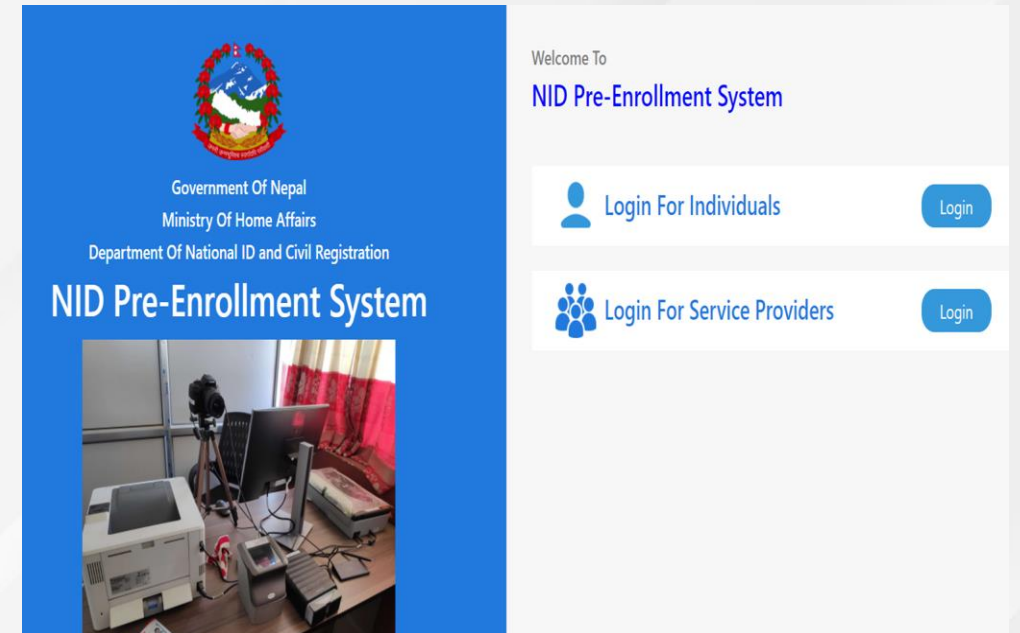 Government Of Nepal
Ministry Of Home Affairs
Department Of National ID and Civil Registration
NID Pre-Enrollment System
Welcome To
NID Pre-Enrollment System
Login For Individuals
Login
Login For Service Providers
Login